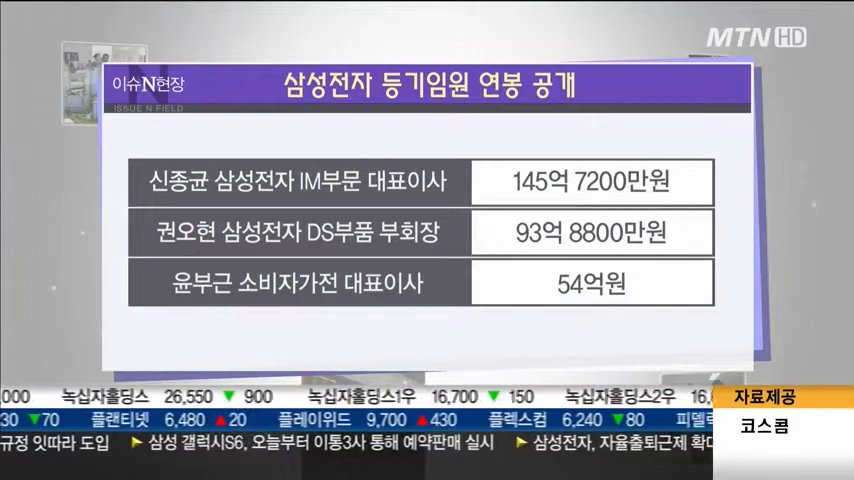 MTN HD
이슈N현장
ISSUE N FIELD
삼성전자 등기임원 연봉 공개
신종균 삼성전자 IM부문 대표이사 145억 7200만원
권오현 삼성전자 DS부품 부회장 93억 8800만원
윤부근 소비자가전 대표이사 54억원
,000 녹십자홀딩스 26,550 ▼ 900 녹십자홀딩스1우 16,700 ▼ 150 녹십자홀딩스2우
30 ▼70 플랜티넷 6,480 ▲20 플레이위드 9,700 ▲430 플렉스컴 6,240 ▼80 피델릭
규정 잇따라 도입 ▶ 삼성 갤럭시S6, 오늘부터 이통3사 통해 예약판매 실시 ▶ 삼성전자, 자율출퇴근제 확대
자료제공
코스콤